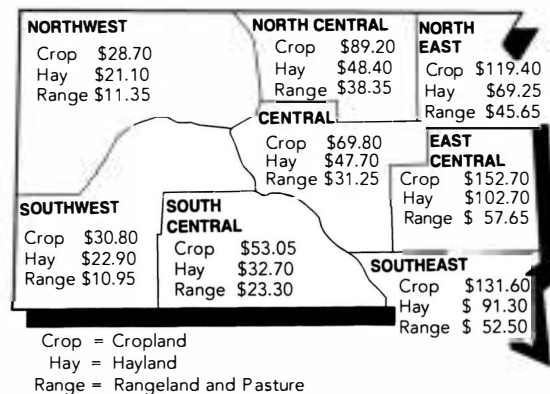 NORTHWEST
Crop $28.70
Hay $21.10
Range $11.35
NORTH CENTRAL
Crop $89.20
Hay $48.40
Range $38.35
NORTH
EAST
Crop $119.40
Hay $69.25
Range $45.65
CENTRAL
Crop $69.80
Hay $47.70
Range $31.25
EAST
CENTRAL
Crop $152.70
Hay $102.70
Range $ 57.65
SOUTHWEST
Crop $30.80
Hay $22.90
Range $10.95
SOUTH
CENTRAL
Crop $53.05
Hay $32.70
Range $23.30
SOUTHEAST
Crop $131.60
Hay $ 91.30
Range $ 52.50
Crop = Cropland
Hay = Hayland
Range = Rangeland and Pasture